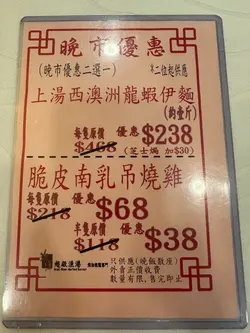 晚市優惠
(晚市優惠二選一) 二位起供應
上湯西澳洲龍蝦伊麵
(約壹斤)
每隻原價 $468 優惠 $238
(芝士焗 加$30)
脆皮南乳吊燒雞
每隻原價 $218 優惠 $68
半隻原價 $118 優惠 $38
只供應(晚飯敬座)
外會正價收費
數量有限,售完即止